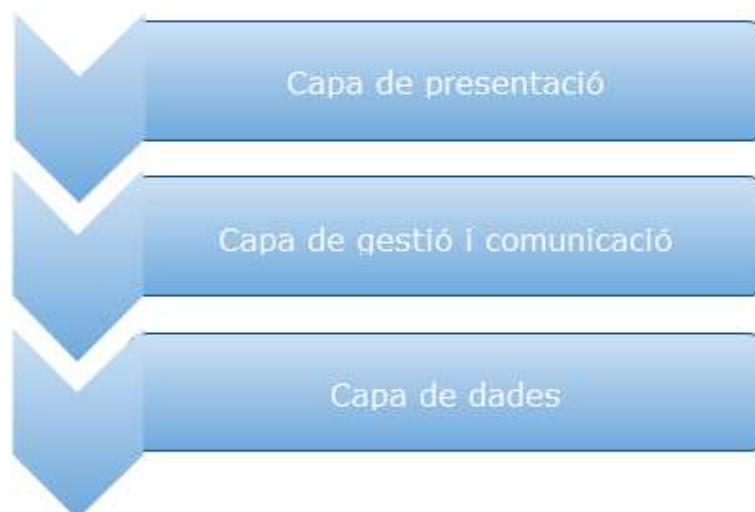 Capa de presentació
Capa de gestió i comunicació
Capa de dades